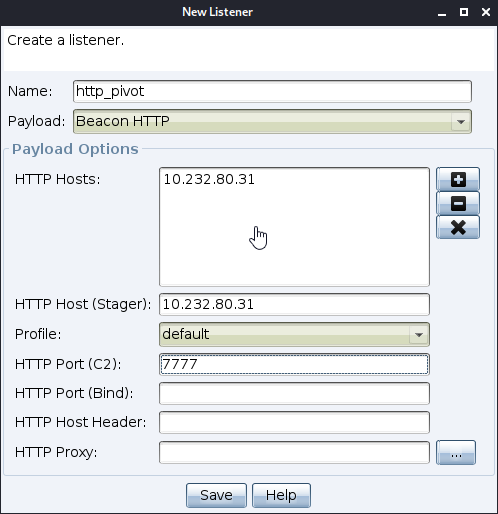 New Listener
Create a listener.
Name: http_pivot
Payload: Beacon HTTP
Payload Options
HTTP Hosts: 10.232.80.31
HTTP Host (Stager): 10.232.80.31
Profile: default
HTTP Port (C2): 7777
HTTP Port (Bind):
HTTP Host Header:
HTTP Proxy: ...
Save Help